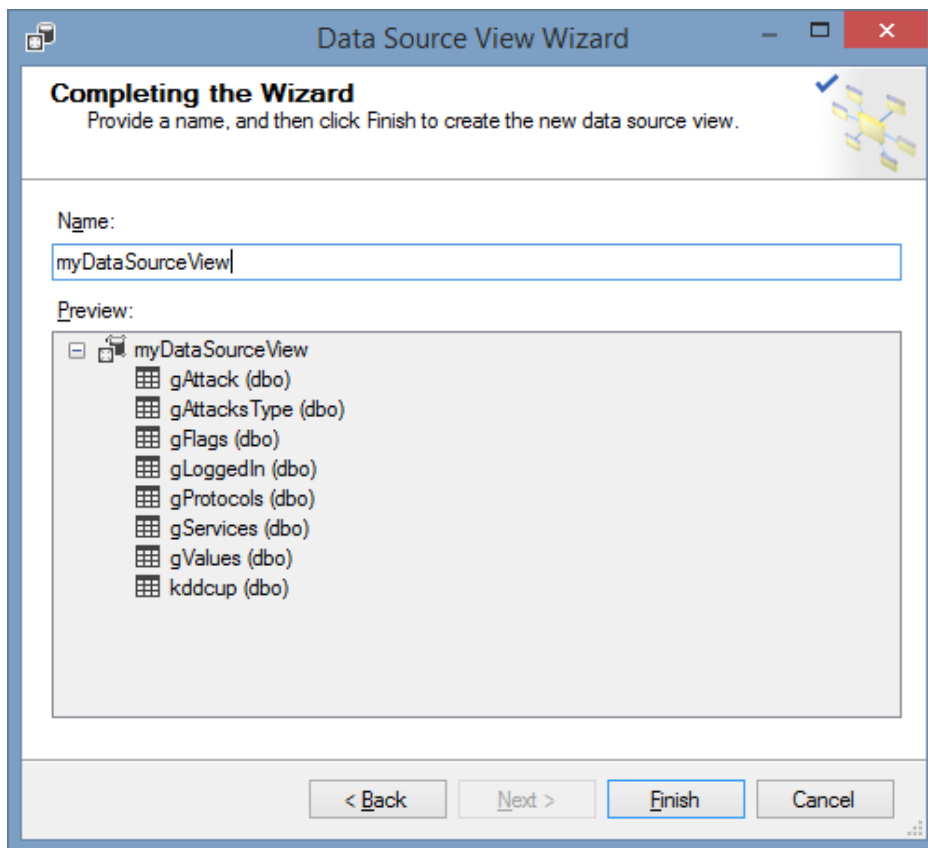 Data Source View Wizard
Completing the Wizard
Provide a name, and then click Finish to create the new data source view.
Name:
myDataSourceView
Preview:
myDataSourceView
gAttack (dbo)
gAttacksType (dbo)
gFlags (dbo)
gLoggedIn (dbo)
gProtocols (dbo)
gServices (dbo)
gValues (dbo)
kddcup (dbo)
< Back Next > Finish Cancel